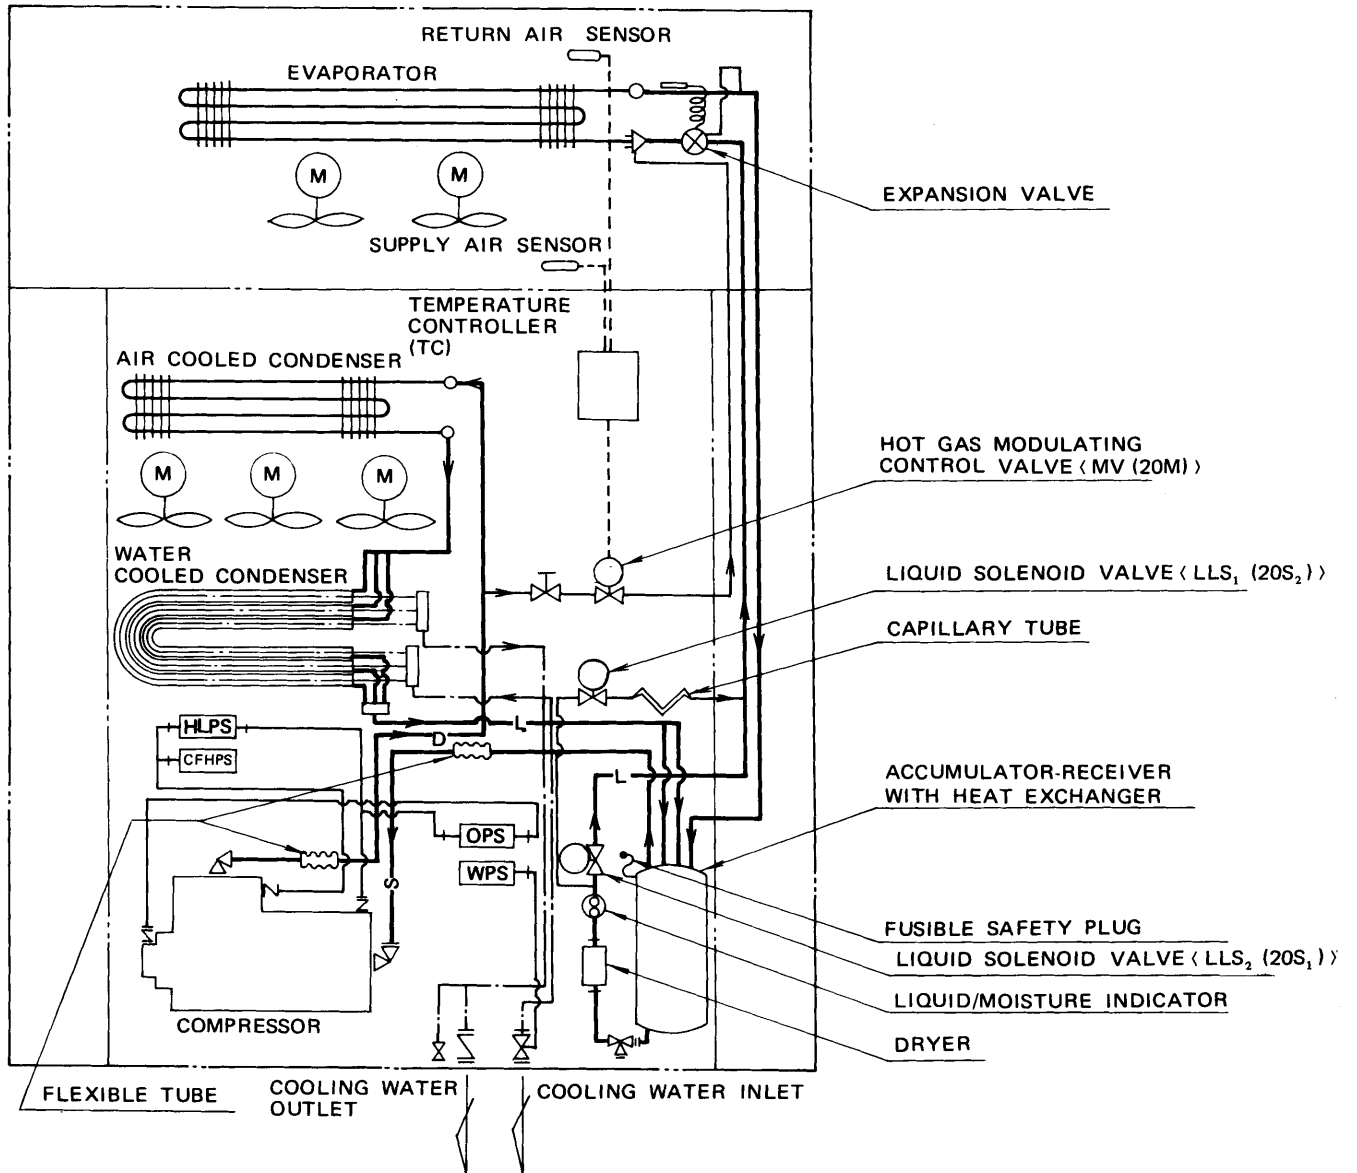 RETURN AIR SENSOR
EVAPORATOR
M
M
EXPANSION VALVE
SUPPLY AIR SENSOR
TEMPERATURE
CONTROLLER
(TC)
AIR COOLED CONDENSER
M
M
M
HOT GAS MODULATING
CONTROL VALVE〈MV (20M)〉
WATER
COOLED CONDENSER
LIQUID SOLENOID VALVE〈LLS₁ (20S₂)〉
CAPILLARY TUBE
HLPS
D
L
CFHPS
L
ACCUMULATOR-RECEIVER
WITH HEAT EXCHANGER
OPS
WPS
S
FUSIBLE SAFETY PLUG
LIQUID SOLENOID VALVE〈LLS₂ (20S₁)〉
LIQUID/MOISTURE INDICATOR
COMPRESSOR
DRYER
FLEXIBLE TUBE
COOLING WATER
OUTLET
COOLING WATER INLET